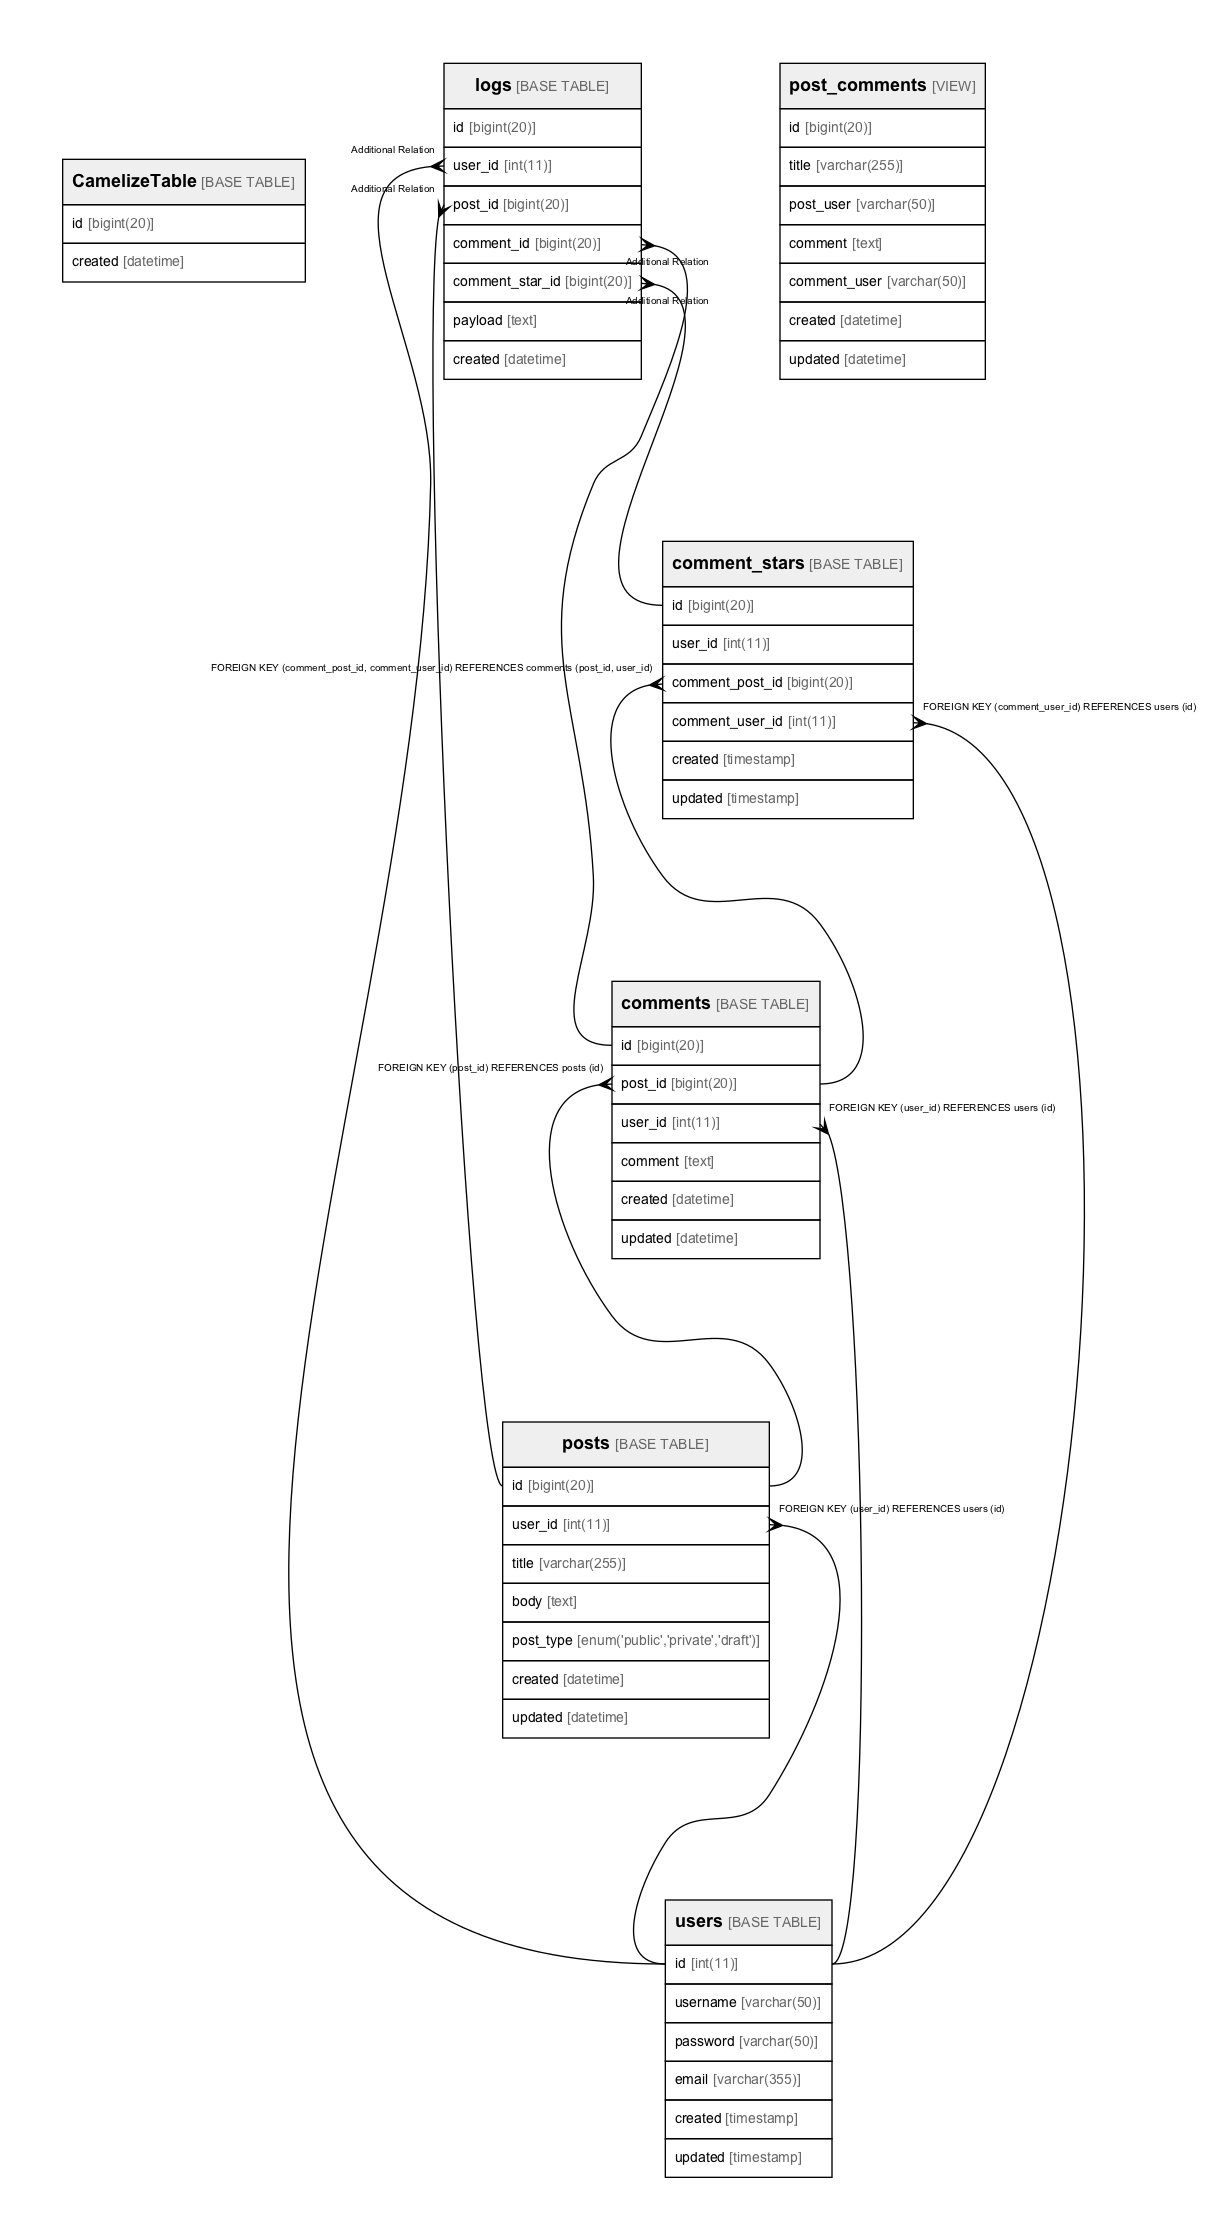 logs [BASE TABLE]
id [bigint(20)]
Additional Relation
user_id [int(11)]
Additional Relation
post_id [bigint(20)]
comment_id [bigint(20)]
Additional Relation
comment_star_id [bigint(20)]
Additional Relation
payload [text]
created [datetime]
post_comments [VIEW]
id [bigint(20)]
title [varchar(255)]
post_user [varchar(50)]
comment [text]
comment_user [varchar(50)]
created [datetime]
updated [datetime]
CamelizeTable [BASE TABLE]
id [bigint(20)]
created [datetime]
comment_stars [BASE TABLE]
id [bigint(20)]
user_id [int(11)]
FOREIGN KEY (comment_post_id, comment_user_id) REFERENCES comments (post_id, user_id)
comment_post_id [bigint(20)]
FOREIGN KEY (comment_user_id) REFERENCES users (id)
comment_user_id [int(11)]
created [timestamp]
updated [timestamp]
comments [BASE TABLE]
id [bigint(20)]
FOREIGN KEY (post_id) REFERENCES posts (id)
post_id [bigint(20)]
FOREIGN KEY (user_id) REFERENCES users (id)
user_id [int(11)]
comment [text]
created [datetime]
updated [datetime]
posts [BASE TABLE]
id [bigint(20)]
FOREIGN KEY (user_id) REFERENCES users (id)
user_id [int(11)]
title [varchar(255)]
body [text]
post_type [enum('public','private','draft')]
created [datetime]
updated [datetime]
users [BASE TABLE]
id [int(11)]
username [varchar(50)]
password [varchar(50)]
email [varchar(355)]
created [timestamp]
updated [timestamp]